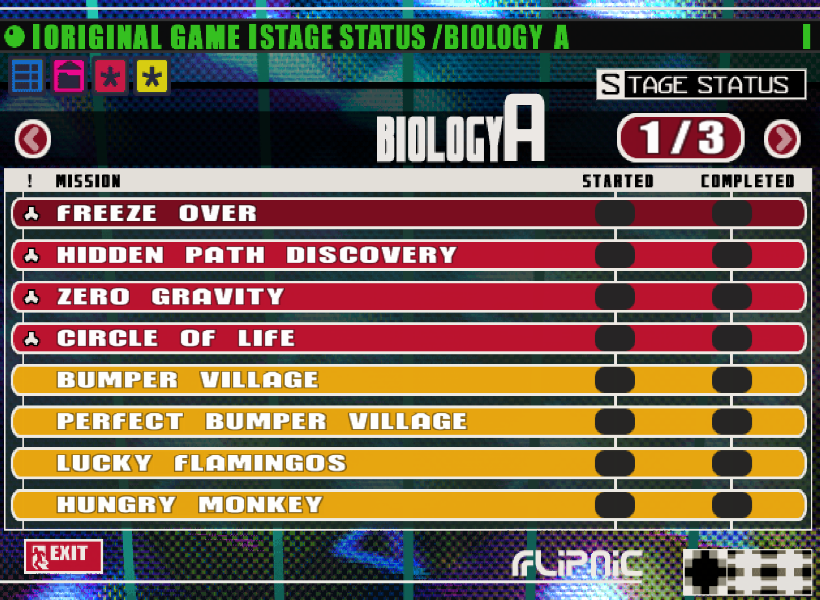 ORIGINAL GAME STAGE STATUS /BIOLOGY A
STAGE STATUS
BIOLOGY A
1/3
! MISSION STARTED COMPLETED
FREEZE OVER
HIDDEN PATH DISCOVERY
ZERO GRAVITY
CIRCLE OF LIFE
BUMPER VILLAGE
PERFECT BUMPER VILLAGE
LUCKY FLAMINGOS
HUNGRY MONKEY
EXIT
FLIPNIC